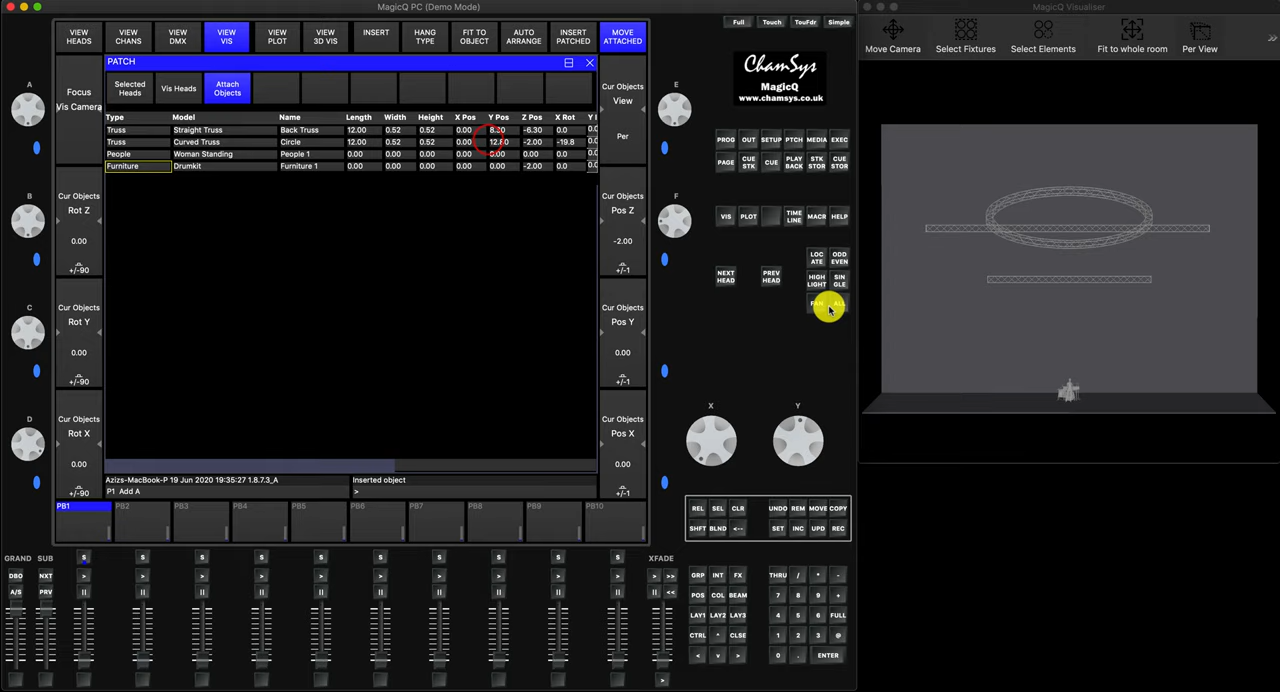 MagicQ PC (Demo Mode)
MagicQ Visualiser
VIEW HEADS
VIEW CHANS
VIEW DMX
VIEW VIS
VIEW PLOT
VIEW 3D VIS
INSERT
HANG TYPE
FIT TO OBJECT
AUTO ARRANGE
INSERT PATCHED
MOVE ATTACHED
Full Touch TouFdr Simple
Move Camera Select Fixtures Select Elements Fit to whole room Per View
PATCH
Selected Heads
Vis Heads
Attach Objects
Focus
Vis Camera
Cur Objects
View
Per
Type Model Name Length Width Height X Pos Y Pos Z Pos X Rot
Truss Straight Truss Back Truss 12.00 0.52 0.52 0.00 -6.30 0.0
Truss Curved Truss Circle 12.00 0.52 0.52 0.00 -2.00 -19.8
People Woman Standing People 1 0.00 0.00 0.00 0.00 0.00 0.00 0.0
Furniture Drumkit Furniture 1 0.00 0.00 0.00 0.00 0.00 -2.00 0.0
A
B
C
D
E
F
Cur Objects
Rot Z
0.00
+/-90
Cur Objects
Rot Y
0.00
+/-90
Cur Objects
Rot X
0.00
+/-90
Cur Objects
Pos Z
-2.00
+/-1
Cur Objects
Pos Y
0.00
+/-1
Cur Objects
Pos X
0.00
+/-1
Azizs-MacBook-P 19 Jun 2020 19:35:27 1.8.7.3_A
P1 Add A
Inserted object
>
PB1 PB2 PB3 PB4 PB5 PB6 PB7 PB8 PB9 PB10
GRAND SUB
XFADE
S S S S S S S S S S
DBO NXT > > > > > > > > > > > >>
A/S PRV II II II II II II II II II II II <<
>
ChamSys
MagicQ
www.chamsys.co.uk
PROG OUT SETUP PTCH MEDIA EXEC
PAGE CUE STK CUE PLAY BACK STK STOR CUE STOR
VIS PLOT TIME LINE MACR HELP
LOC ATE ODD EVEN
NEXT HEAD PREV HEAD HIGH LIGHT SIN GLE
FAN ALL
X Y
REL SEL CLR UNDO REM MOVE COPY
SHFT BLND <-- SET INC UPD REC
GRP INT FX THRU / * -
POS COL BEAM 7 8 9 +
LAY1 LAY2 LAY3 4 5 6 FULL
CTRL ^ CLSE 1 2 3 @
< v > 0 . ENTER